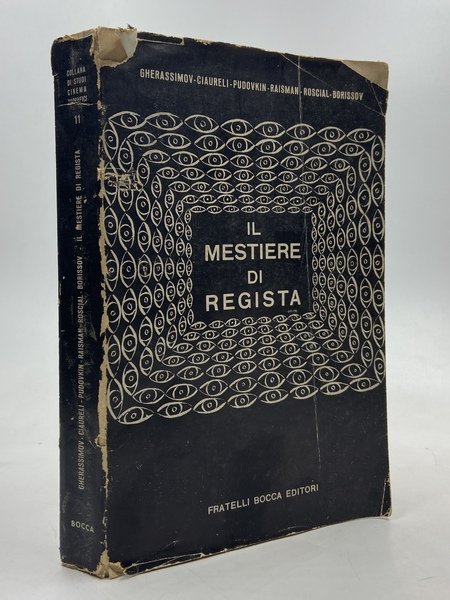 GHERASSIMOV-CIAURELI-PUDOVKIN-RAISMAN-ROSCIAL-BORISSOV
IL
MESTIERE
DI
REGISTA
FRATELLI BOCCA EDITORI
COLLANA
DI STUDI
CINEMA
11
GHERASSIMOV - CIAURELI - PUDOVKIN - RAISMAN - ROSCIAL BORISSOV - IL MESTIERE DI REGISTA
BOCCA